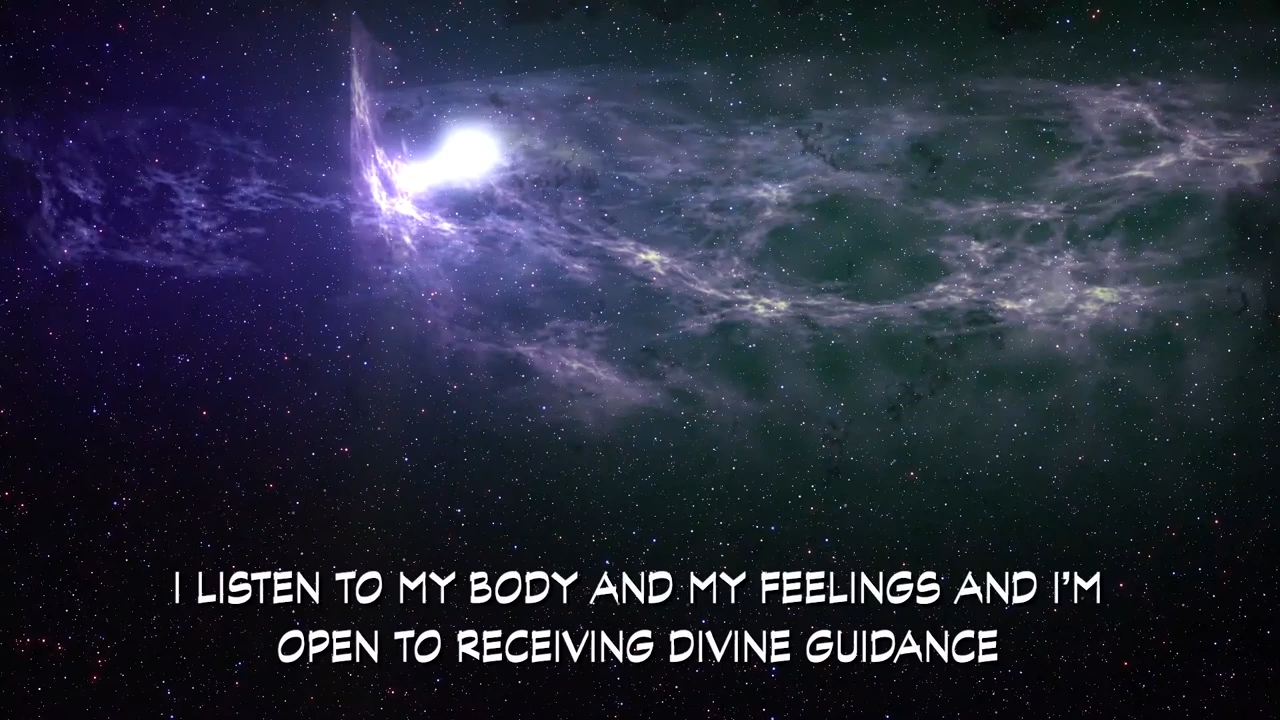 I LISTEN TO MY BODY AND MY FEELINGS AND I'M
OPEN TO RECEIVING DIVINE GUIDANCE